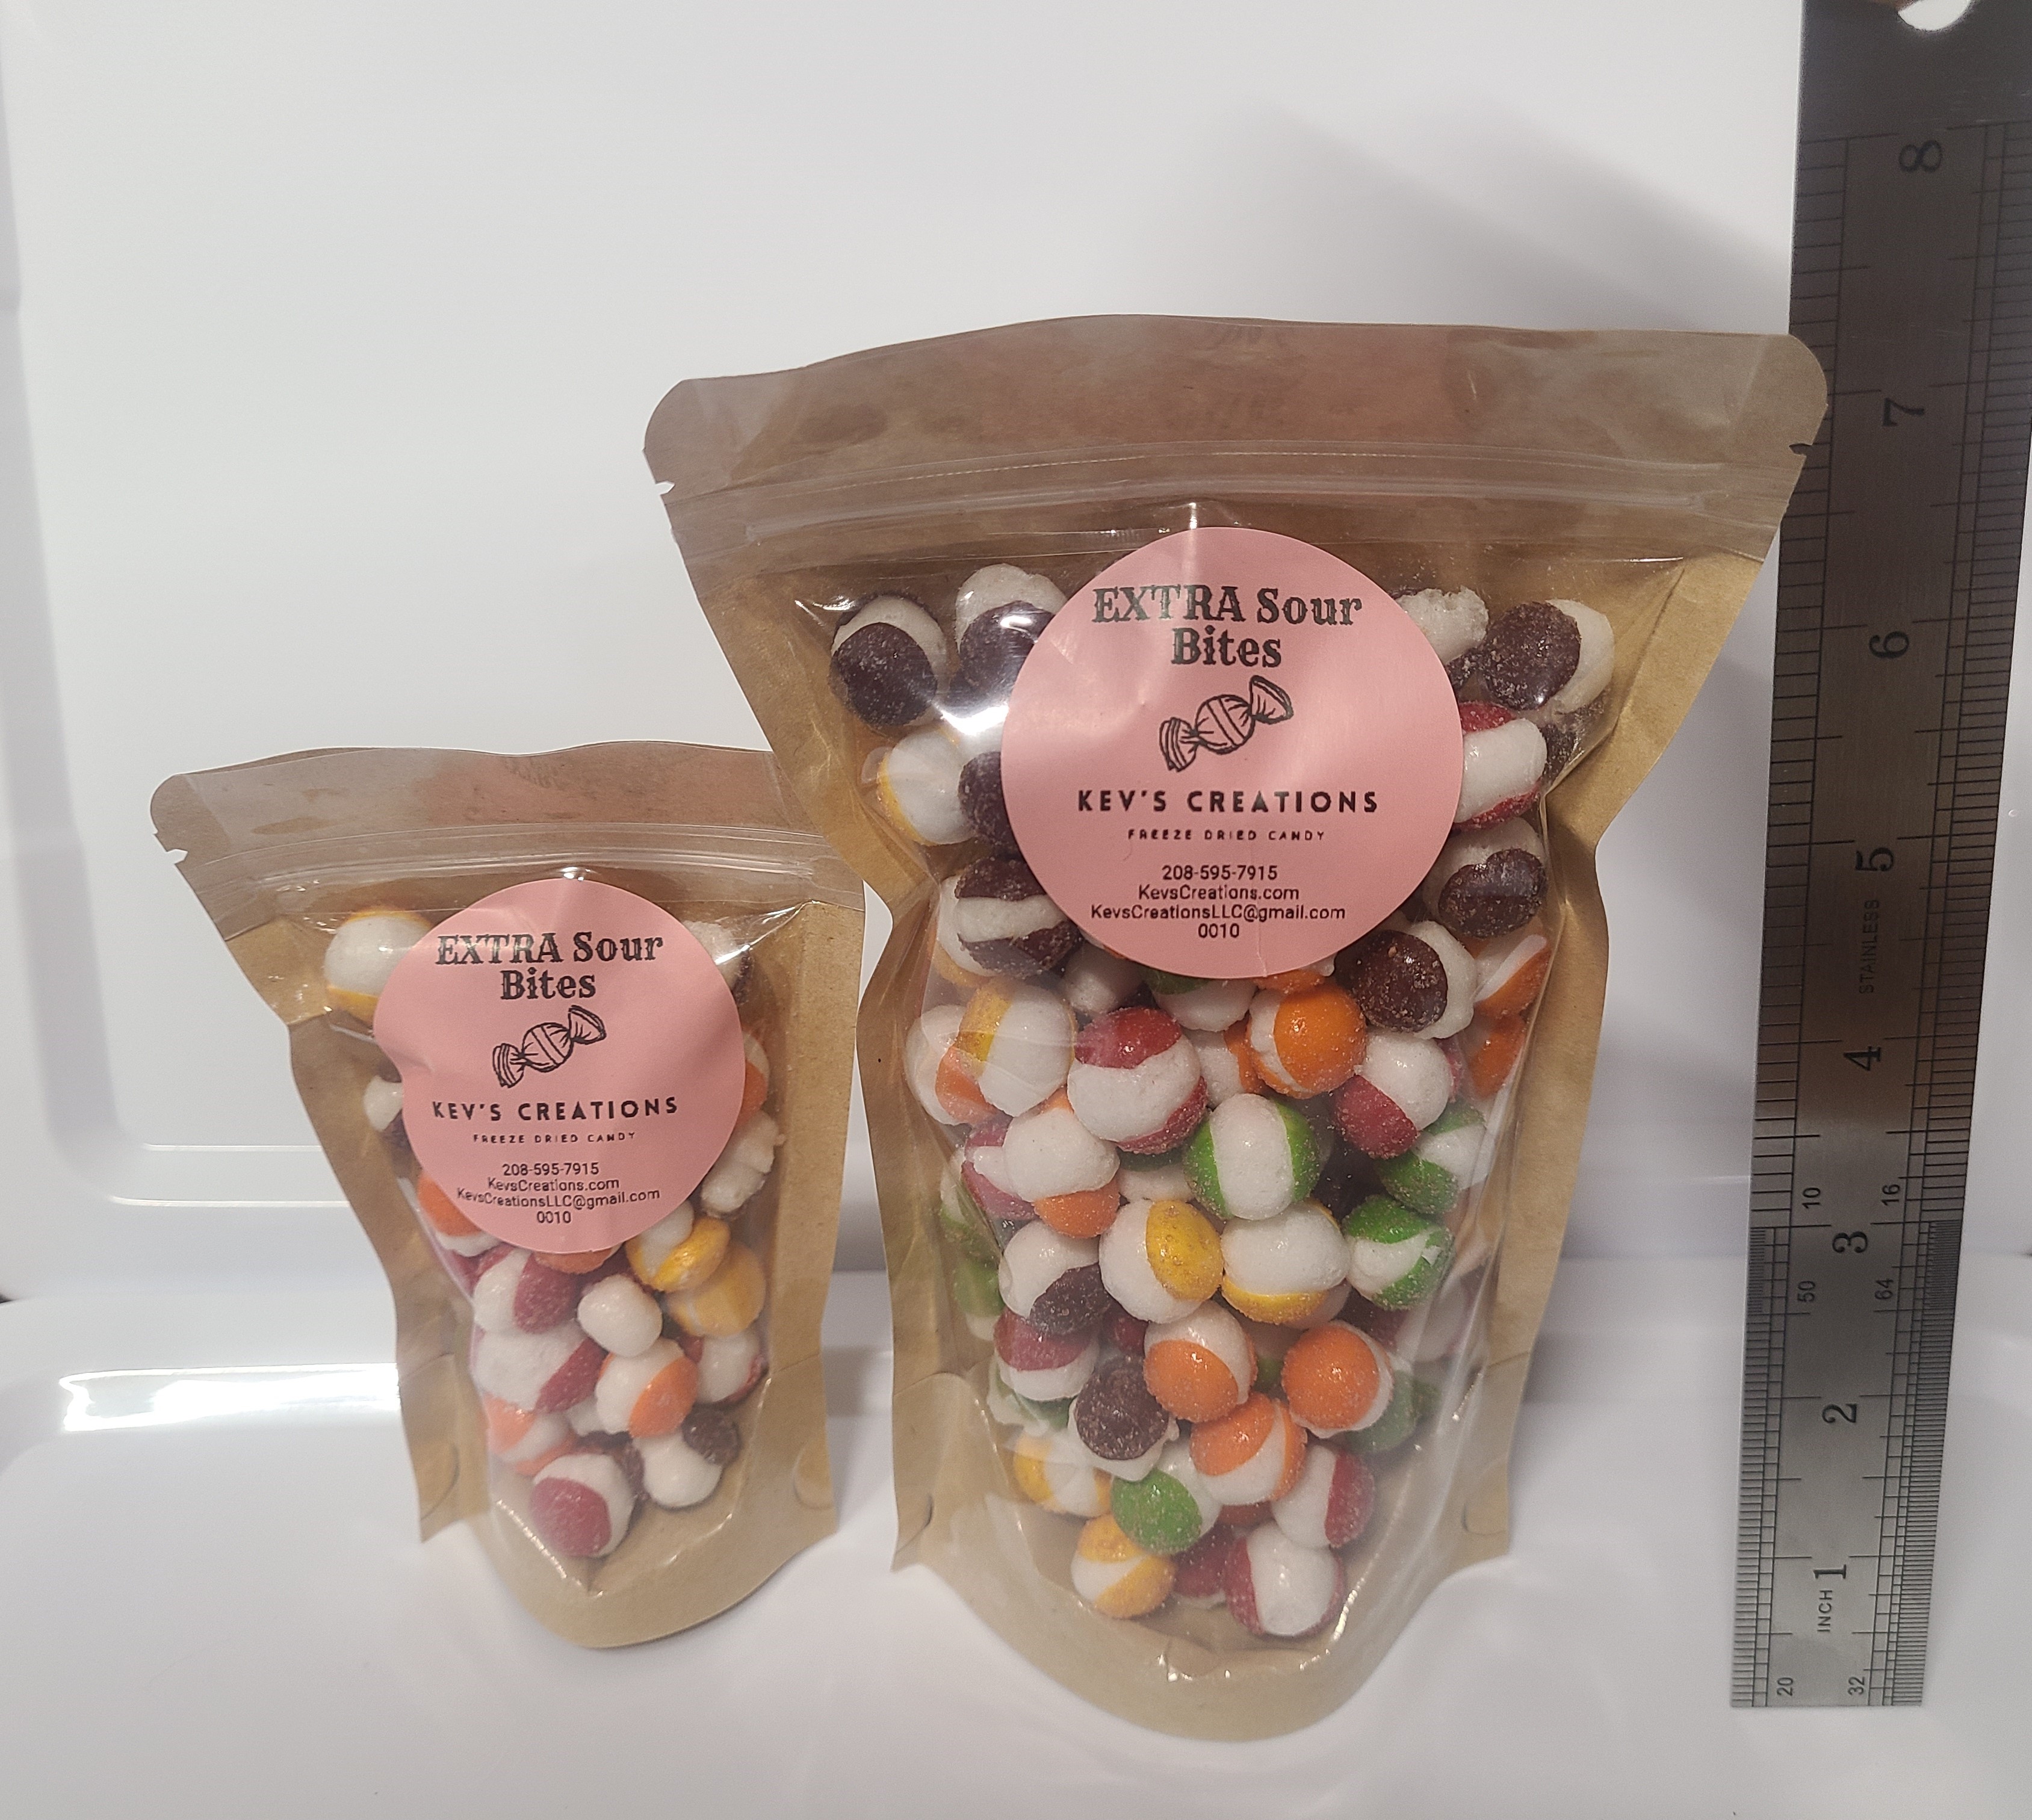 EXTRA Sour
Bites
KEV'S CREATIONS
FREEZE DRIED CANDY
208-595-7915
KevsCreations.com
KevsCreationsLLC@gmail.com
0010
EXTRA Sour
Bites
KEV'S CREATIONS
FREEZE DRIED CANDY
208-595-7915
KevsCreations.com
KevsCreationsLLC@gmail.com
0010
8
7
6
5
STAINLESS
4
10 16
3
50 64
2
1
INCH
20 32